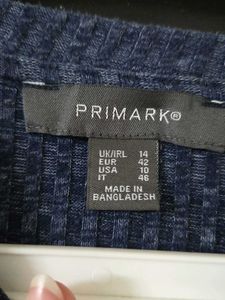 PRIMARK®
UK/IRL 14
EUR 42
USA 10
IT 46
MADE IN
BANGLADESH